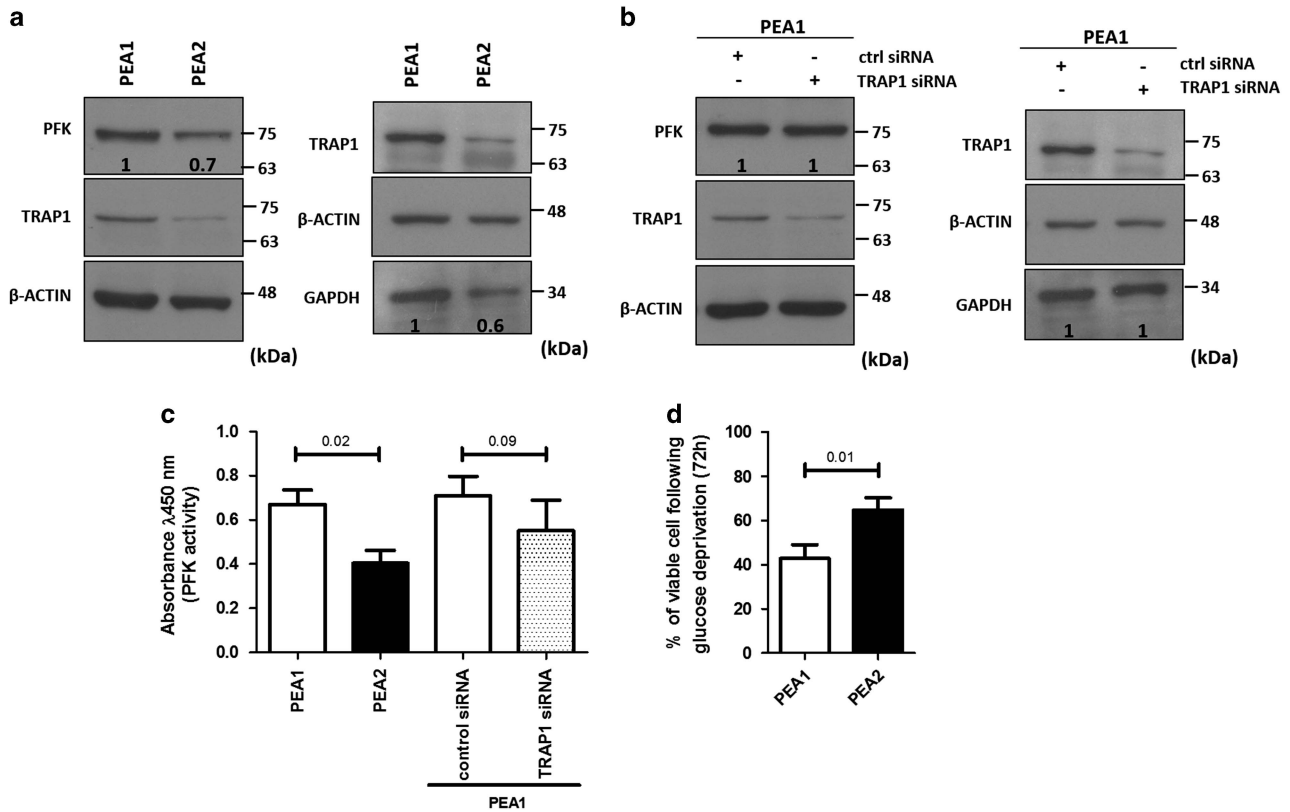 a
PEA1
PEA2
PFK
75
1
0.7
63
TRAP1
75
63
β-ACTIN
48
(kDa)
PEA1
PEA2
TRAP1
75
63
β-ACTIN
48
GAPDH
34
1
0.6
(kDa)
b
PEA1
+ - ctrl siRNA
- + TRAP1 siRNA
PFK
75
1
1
63
TRAP1
75
63
β-ACTIN
48
(kDa)
PEA1
+ - ctrl siRNA
- + TRAP1 siRNA
TRAP1
75
63
β-ACTIN
48
GAPDH
34
1
1
(kDa)
c
Absorbance λ450 nm
(PFK activity)
1.0
0.8
0.6
0.4
0.2
0.0
0.02
0.09
PEA1
PEA2
control siRNA
TRAP1 siRNA
PEA1
d
% of viable cell following
glucose deprivation (72h)
100
80
60
40
20
0
0.01
PEA1
PEA2